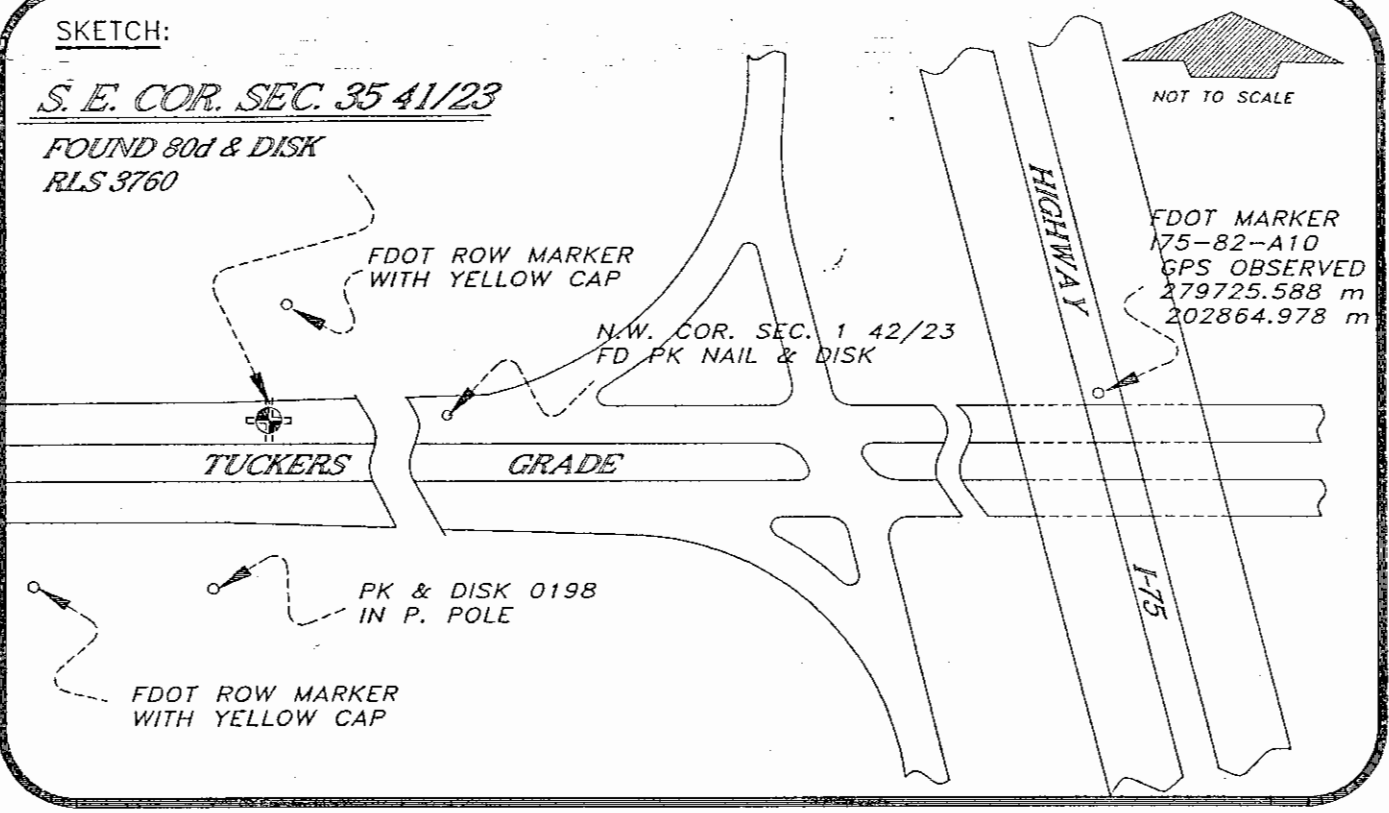 SKETCH:
S. E. COR. SEC. 35 41/23
FOUND 80d & DISK
RLS 3760
NOT TO SCALE
FDOT ROW MARKER
WITH YELLOW CAP
N.W. COR. SEC. 1 42/23
FD PK NAIL & DISK
HIGHWAY
FDOT MARKER
I75-82-A10
GPS OBSERVED
279725.588 m
202864.978 m
TUCKERS GRADE
PK & DISK 0198
IN P. POLE
I-75
FDOT ROW MARKER
WITH YELLOW CAP